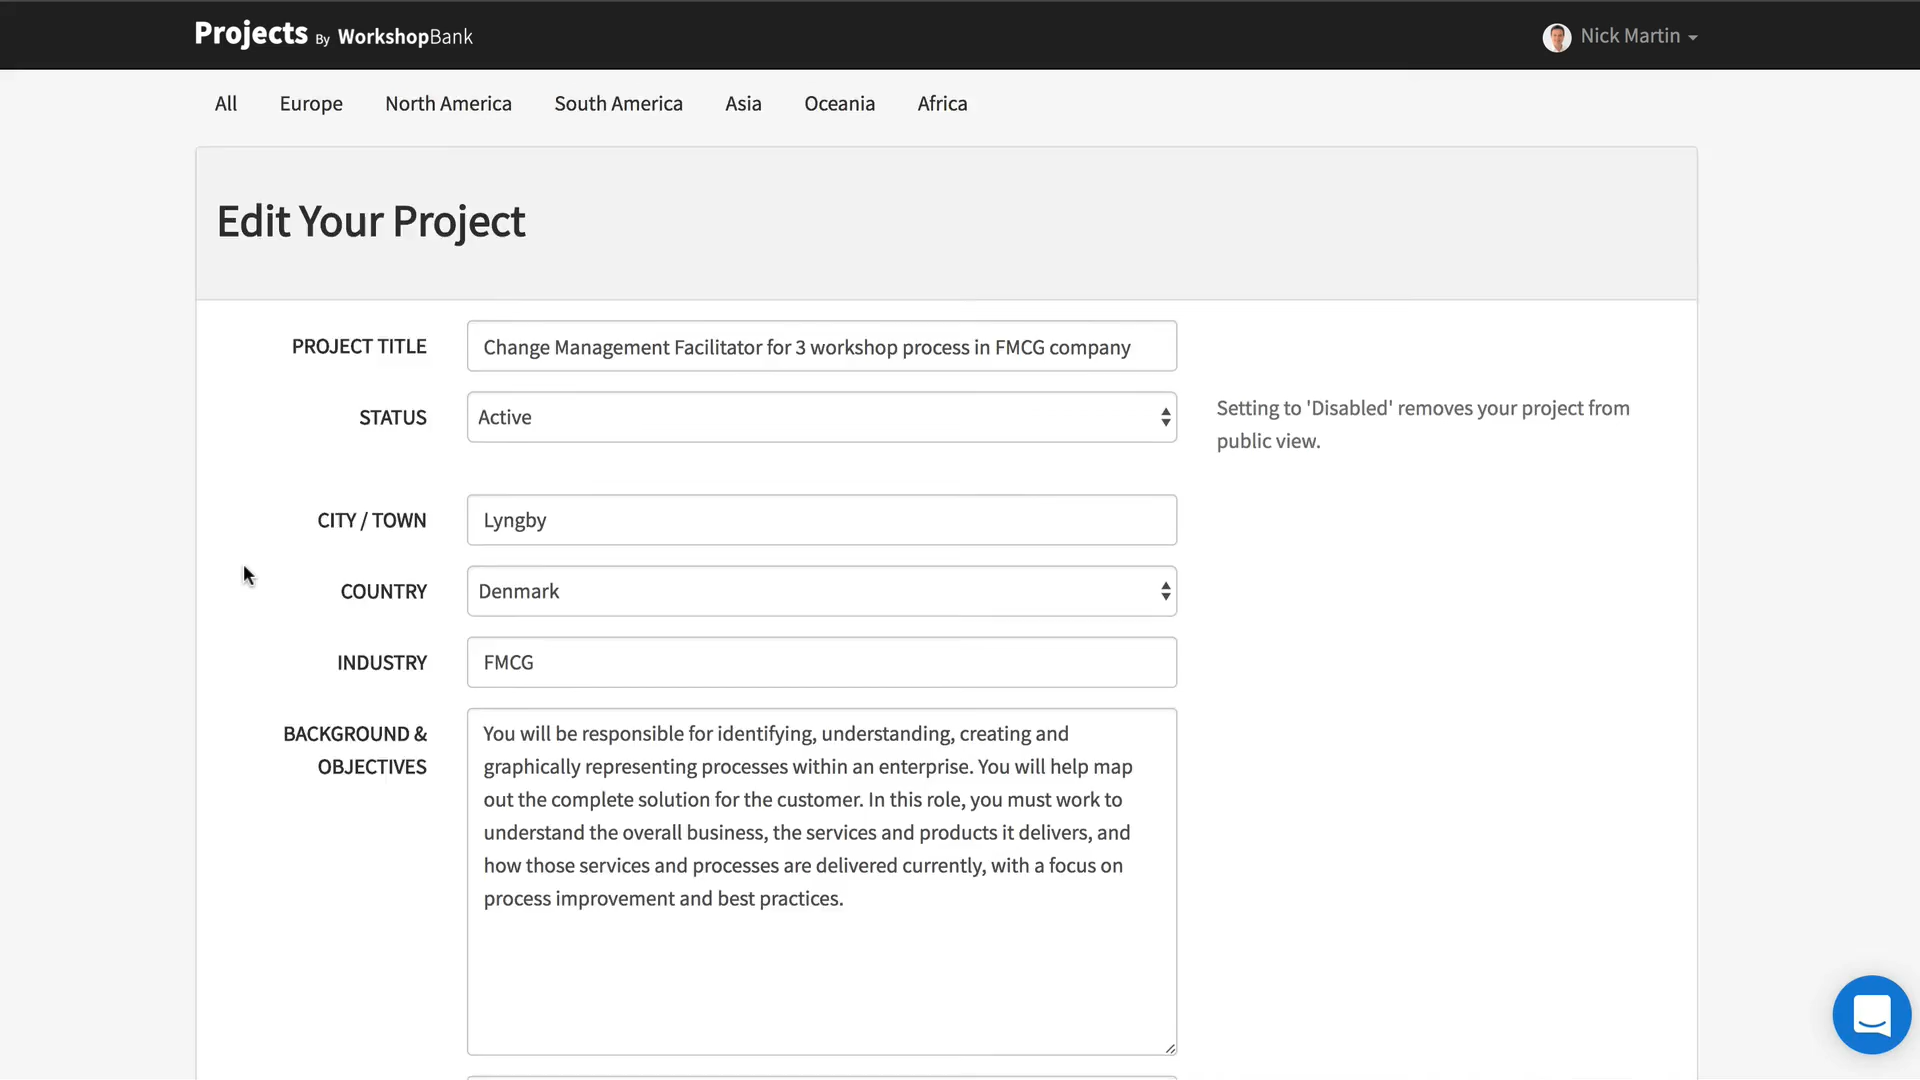 Projects By WorkshopBank
Nick Martin
All Europe North America South America Asia Oceania Africa
Edit Your Project
PROJECT TITLE
Change Management Facilitator for 3 workshop process in FMCG company
STATUS
Active
Setting to 'Disabled' removes your project from
public view.
CITY / TOWN
Lyngby
COUNTRY
Denmark
INDUSTRY
FMCG
BACKGROUND &
OBJECTIVES
You will be responsible for identifying, understanding, creating and
graphically representing processes within an enterprise. You will help map
out the complete solution for the customer. In this role, you must work to
understand the overall business, the services and products it delivers, and
how those services and processes are delivered currently, with a focus on
process improvement and best practices.